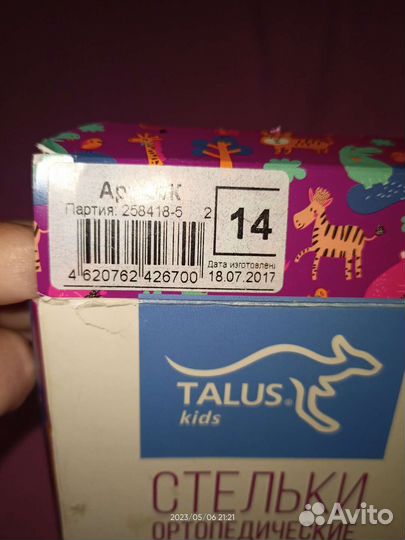 Партия: 258418-5 2
14
4 620762 426700
Дата изготовлени
18.07.2017
TALUS®
kids
СТЕЛЬКИ
ОРТОПЕДИЧЕСКИЕ
2023/05/06 21:21
Avito